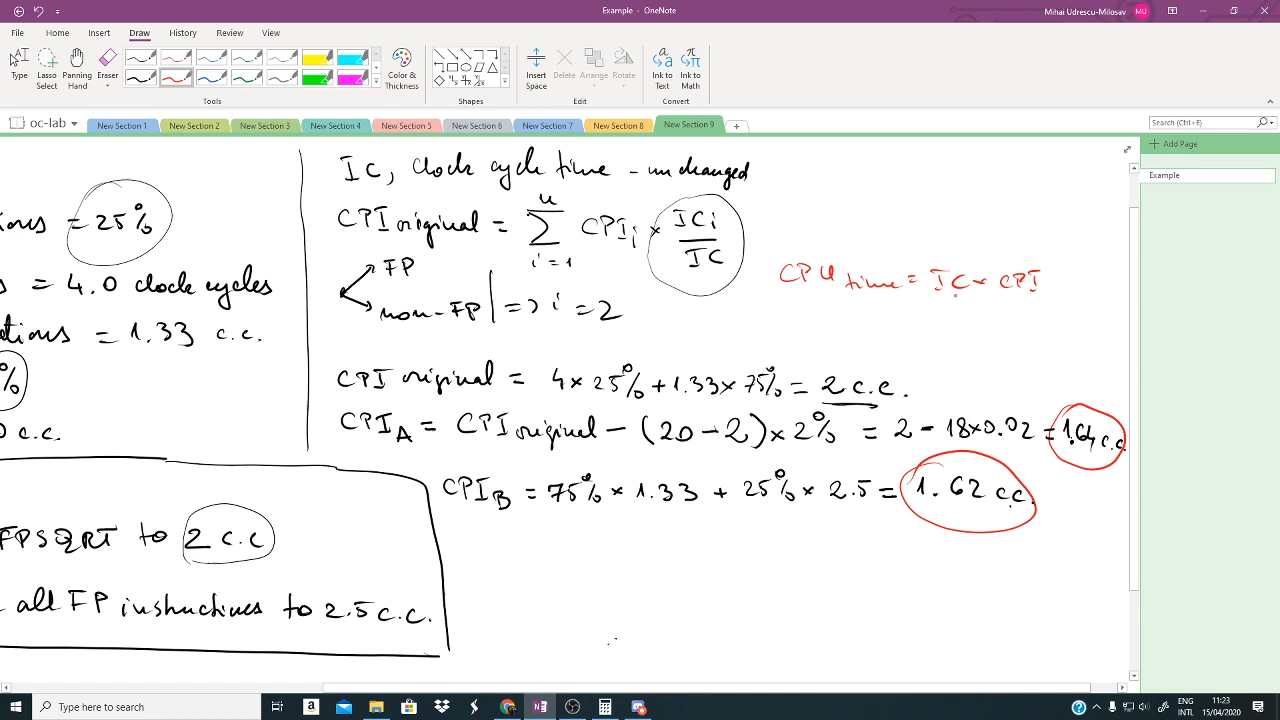 Example - OneNote
Mihai Udrescu-Milosav
File Home Insert Draw History Review View
Type
Lasso Select
Panning Hand
Eraser
Color & Thickness
Insert Space
Delete
Arrange
Rotate
Ink to Text
Ink to Math
Tools
Shapes
Edit
Convert
oc-lab
New Section 1 New Section 2 New Section 3 New Section 4 New Section 5 New Section 6 New Section 7 New Section 8 New Section 9
Search (Ctrl+E)
Add Page
Example
IC, clock cycle time - unchanged
ions = 25%
CPI original = n ∑ i=1 CPIi × ICi / IC
FP
s = 4.0 clock cycles
CPU time = IC × CPI
non-FP | => i = 2
ations = 1.33 c.c.
%
CPI original = 4 × 25% + 1.33 × 75% = 2 c.c.
0 c.c.
CPIA = CPI original - (20 - 2) × 2% = 2 - 18×0.02 = 1.64 c.c.
CPIB = 75% × 1.33 + 25% × 2.5 = 1.62 c.c.
FPSQRT to 2 c.c
all FP instructions to 2.5 c.c.
Type here to search
ENG
INTL
11:23
15/04/2020